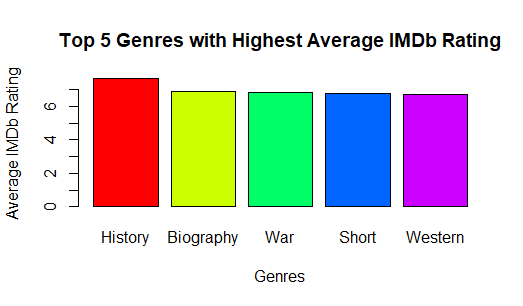 Top 5 Genres with Highest Average IMDb Rating
Average IMDb Rating
6
4
2
0
History Biography War Short Western
Genres